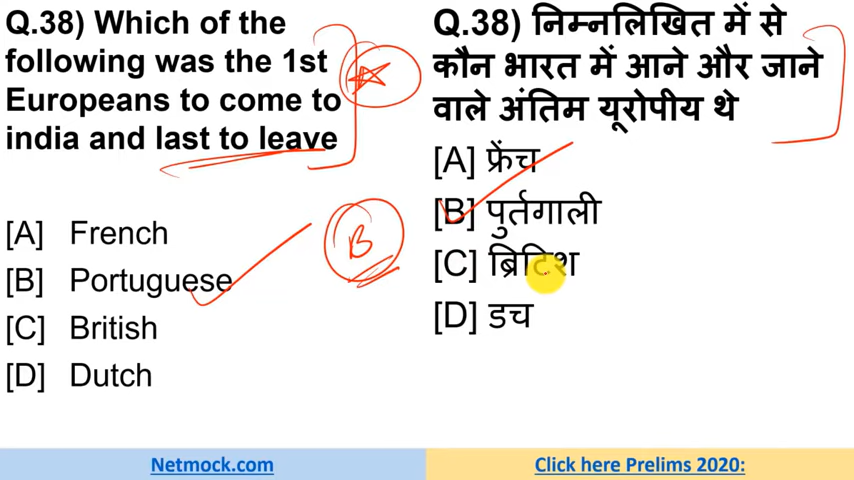 Q.38) Which of the
following was the 1st
Europeans to come to
india and last to leave
[A] French
[B] Portuguese
[C] British
[D] Dutch
B
Q.38) निम्नलिखित में से
कौन भारत में आने और जाने
वाले अंतिम यूरोपीय थे
[A] फ्रेंच
[B] पुर्तगाली
[C] ब्रिटिश
[D] डच
Netmock.com
Click here Prelims 2020: